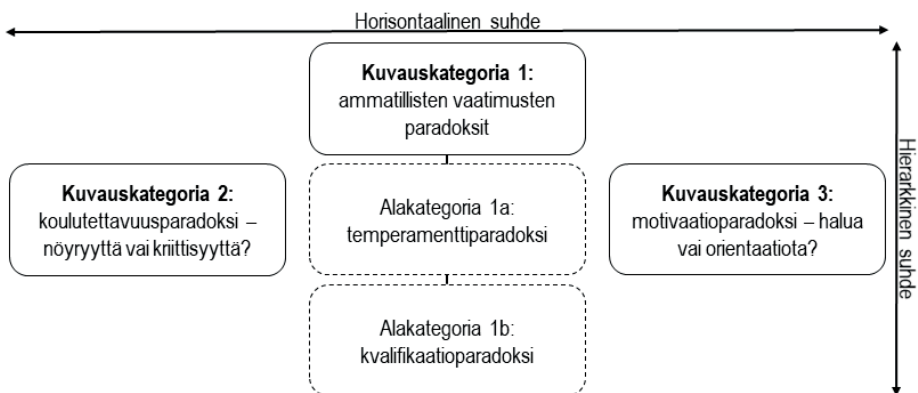 Horisontaalinen suhde
Kuvauskategoria 1:
ammatillisten vaatimusten
paradoksit
Kuvauskategoria 2:
koulutettavuusparadoksi –
nöyryyttä vai kriittisyyttä?
Alakategoria 1a:
temperamenttiparadoksi
Kuvauskategoria 3:
motivaatioparadoksi – halua
vai orientaatiota?
Hierarkkinen suhde
Alakategoria 1b:
kvalifikaatioparadoksi